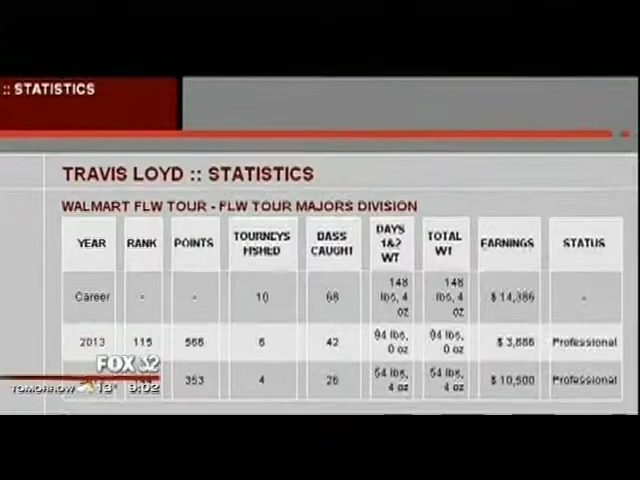 :: STATISTICS
TRAVIS LOYD :: STATISTICS
WALMART FLW TOUR - FLW TOUR MAJORS DIVISION
YEAR RANK POINTS TOURNEYS FISHED BASS CAUGHT DAYS 1&2 WT TOTAL WT EARNINGS STATUS
Career - - 10 68 148 lbs, 4 oz 148 lbs, 4 oz $ 14,386 -
2013 115 566 6 42 94 lbs, 0 oz 94 lbs, 0 oz $ 3,886 Professional
353 4 26 54 lbs, 4 oz 54 lbs, 4 oz $ 10,500 Professional
FOX 32
TOMORROW 13° 9:02